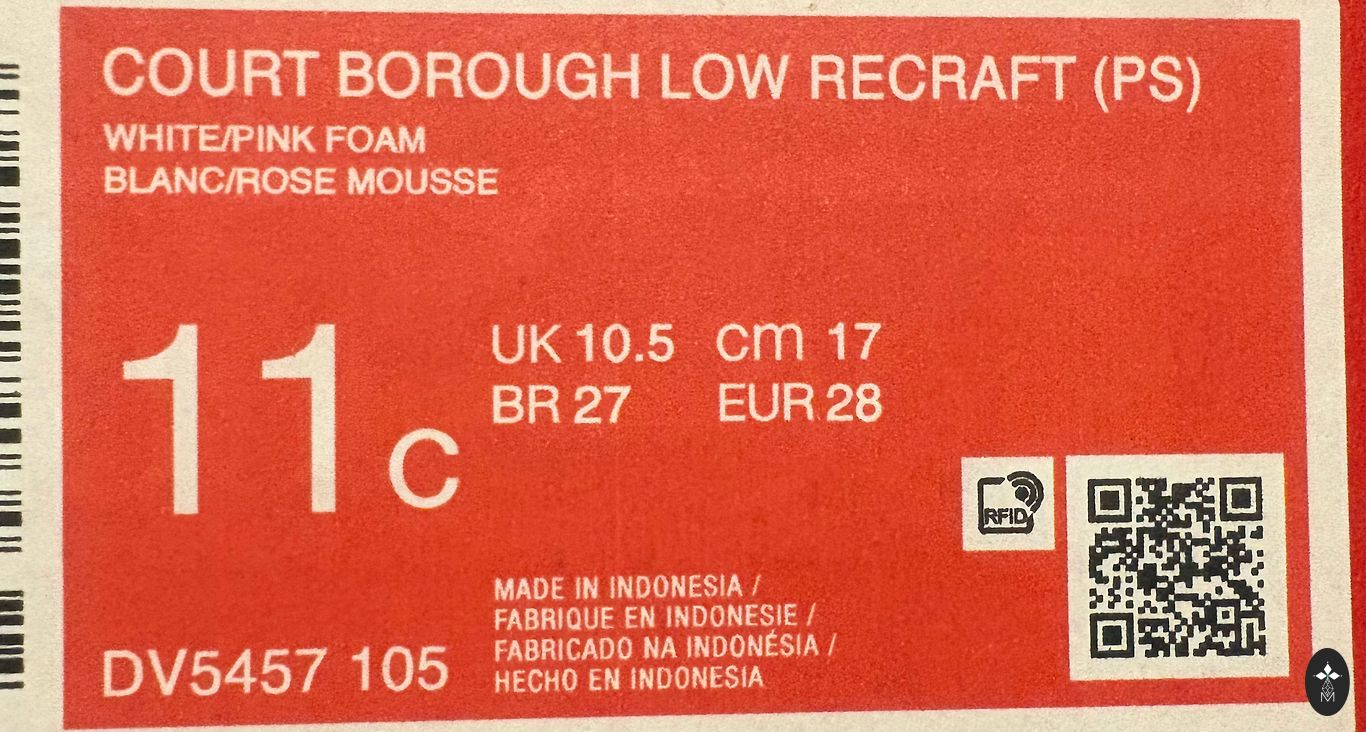 COURT BOROUGH LOW RECRAFT (PS)
WHITE/PINK FOAM
BLANC/ROSE MOUSSE
11c
UK 10.5 cm 17
BR 27 EUR 28
RFID
MADE IN INDONESIA /
FABRIQUE EN INDONESIE /
FABRICADO NA INDONÉSIA /
HECHO EN INDONESIA
DV5457 105
M